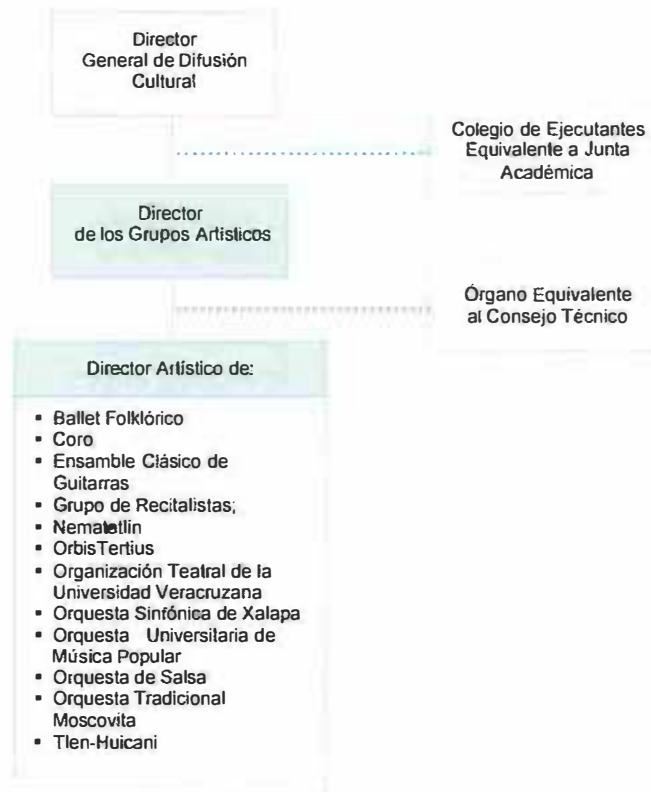 Director
General de Difusión
Cultural
Colegio de Ejecutantes
Equivalente a Junta
Académica
Director
de los Grupos Artísticos
Órgano Equivalente
al Consejo Técnico
Director Artístico de:
▪ Ballet Folklórico
▪ Coro
▪ Ensamble Clásico de
Guitarras
▪ Grupo de Recitalistas;
▪ Nematatlin
▪ OrbisTertius
▪ Organización Teatral de la
Universidad Veracruzana
▪ Orquesta Sinfónica de Xalapa
▪ Orquesta Universitaria de
Música Popular
▪ Orquesta de Salsa
▪ Orquesta Tradicional
Moscovita
▪ Tlen-Huicani